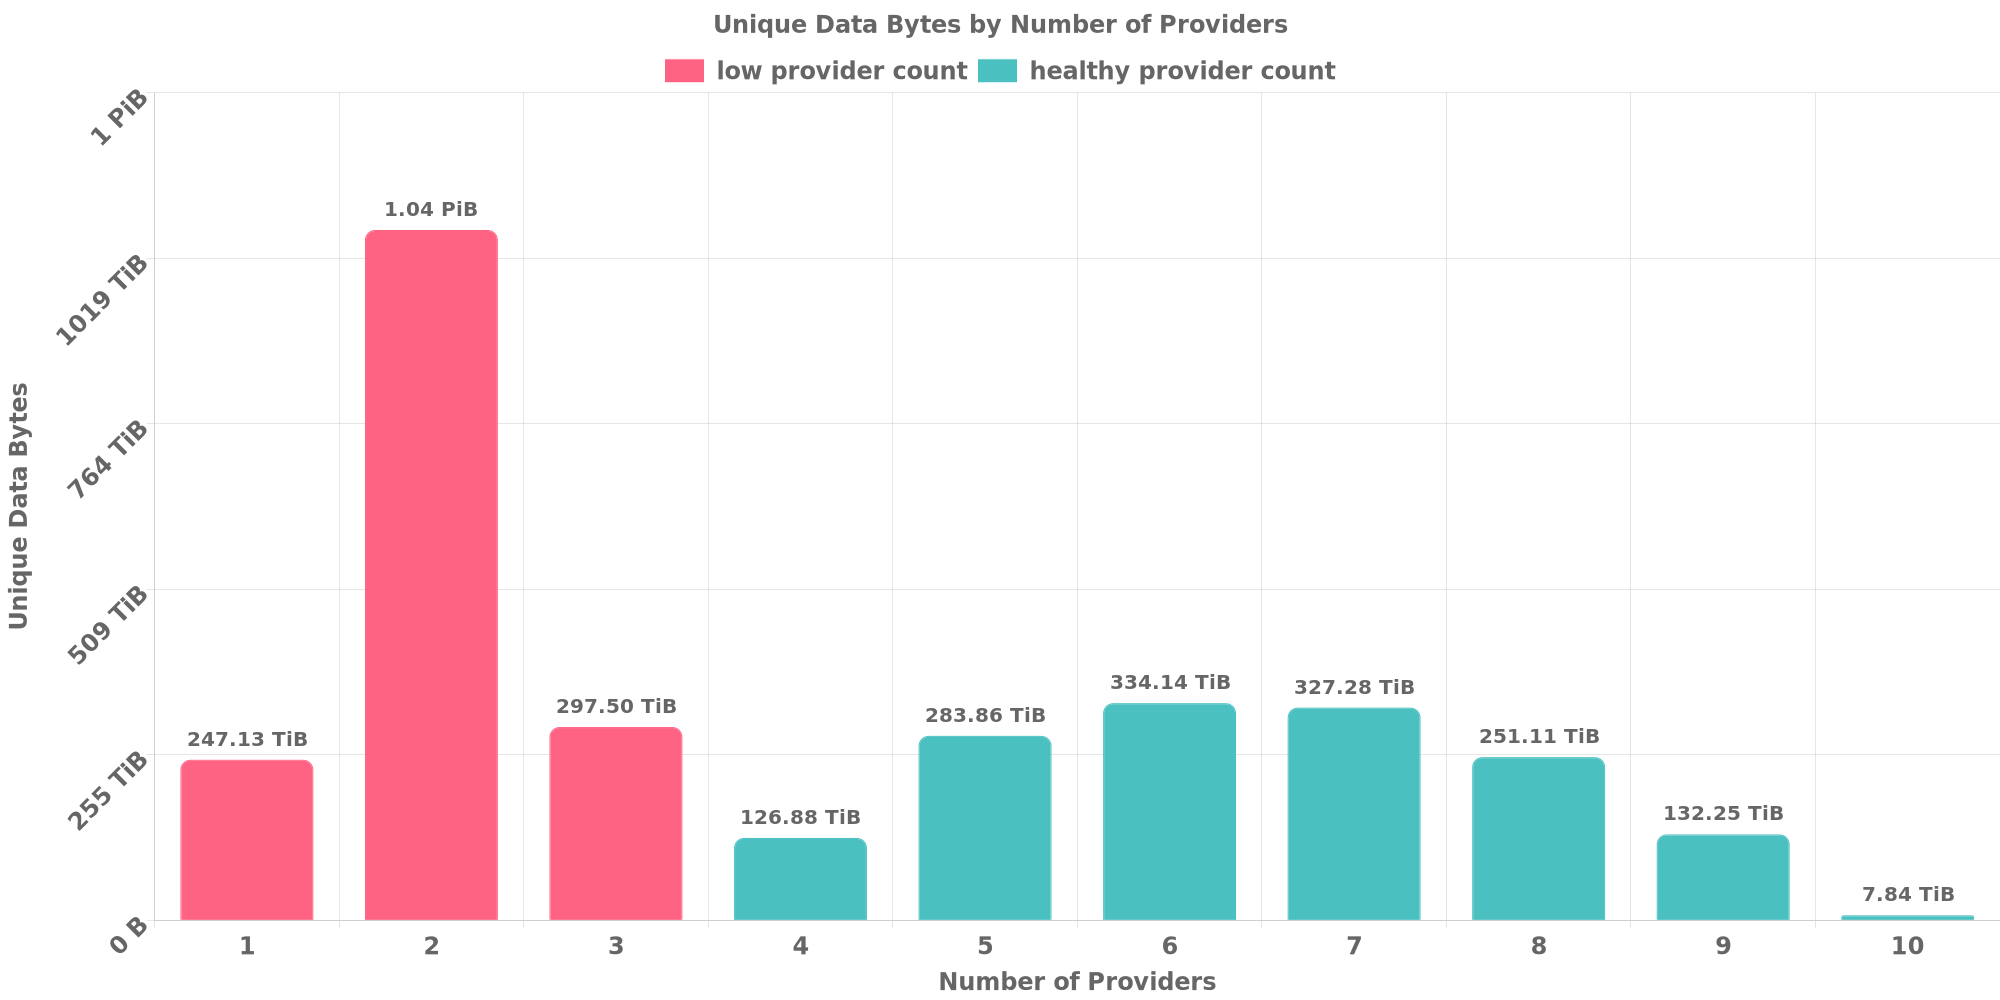 Unique Data Bytes by Number of Providers
low provider count healthy provider count
1 PiB
1019 TiB
764 TiB
509 TiB
255 TiB
0 B
Unique Data Bytes
247.13 TiB
1.04 PiB
297.50 TiB
126.88 TiB
283.86 TiB
334.14 TiB
327.28 TiB
251.11 TiB
132.25 TiB
7.84 TiB
1 2 3 4 5 6 7 8 9 10
Number of Providers